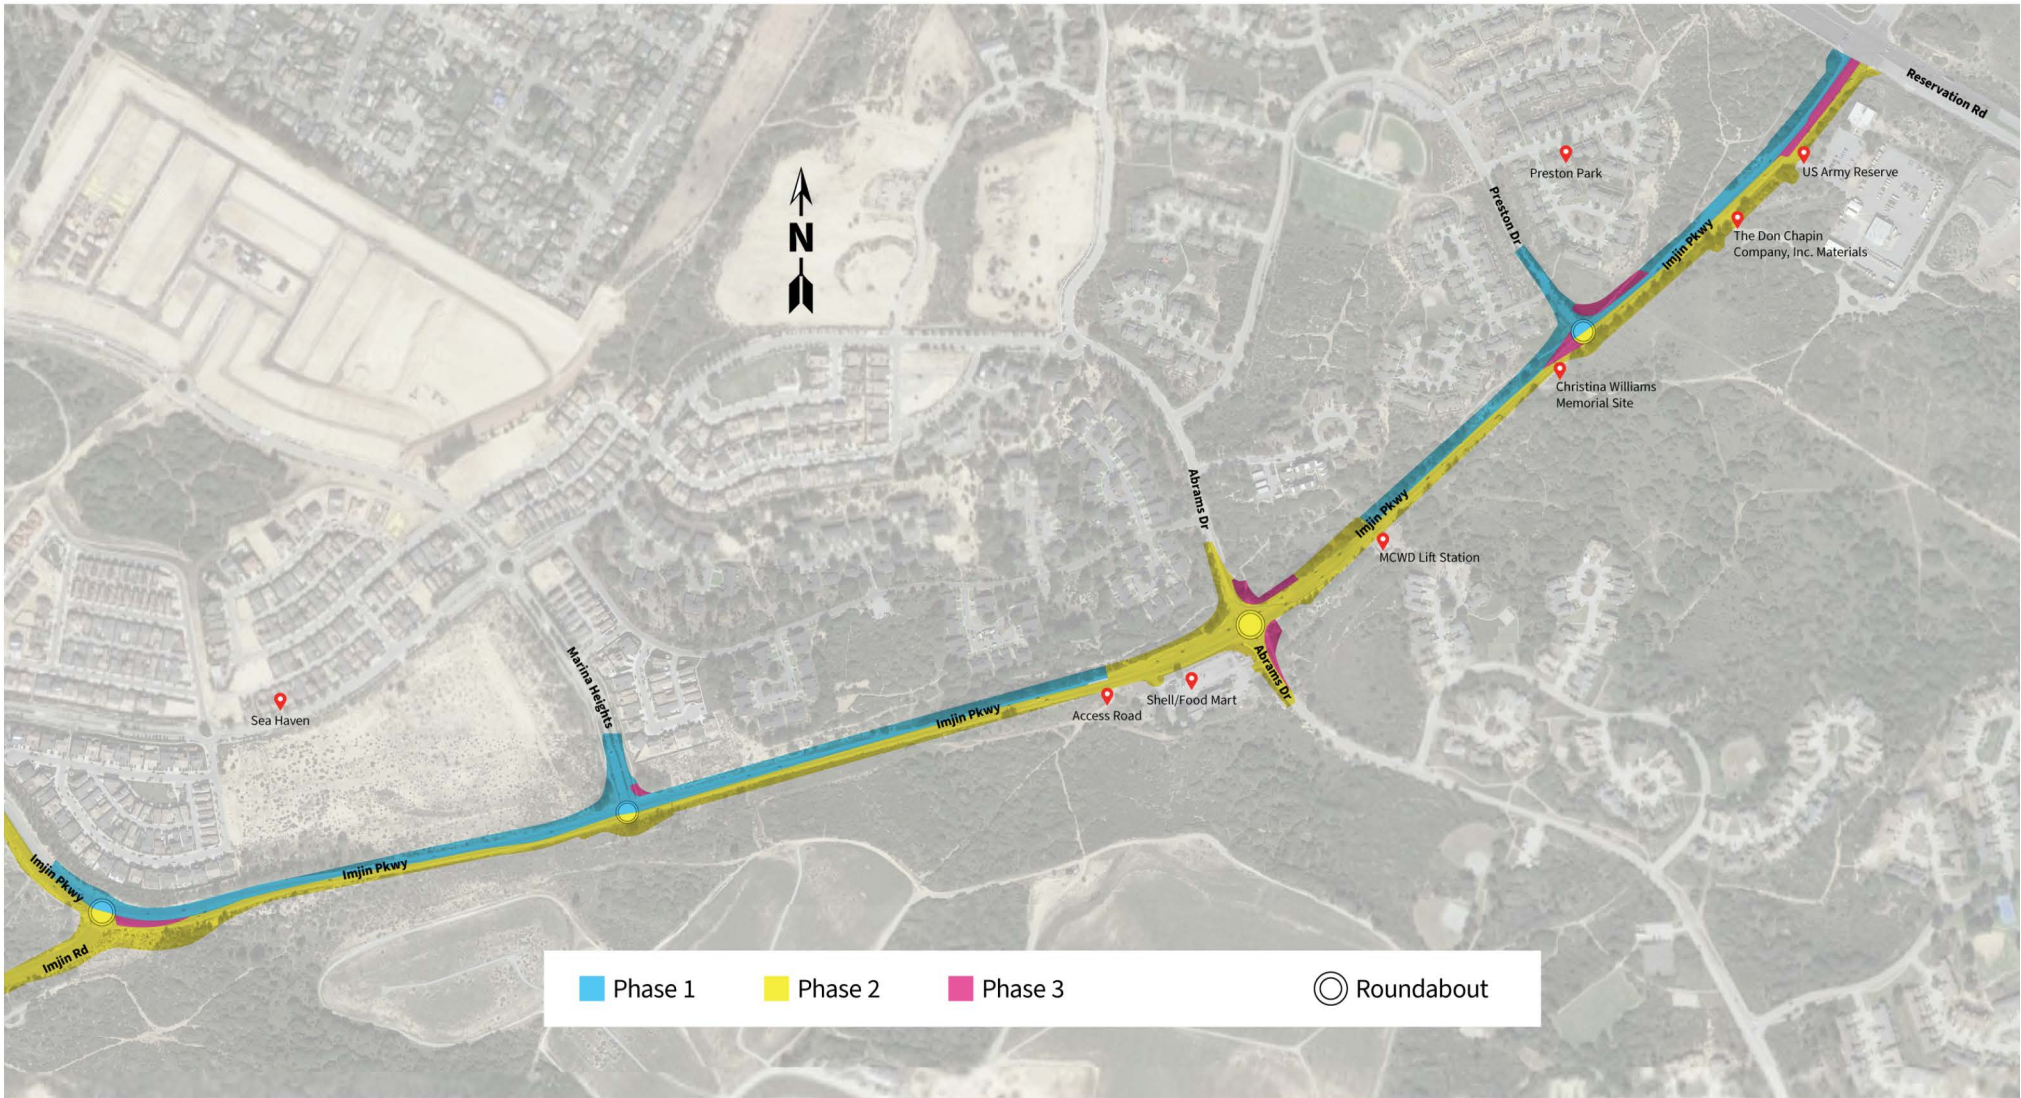 Reservation Rd
Preston Park
US Army Reserve
Preston Dr
N
Imjin Pkwy
The Don Chapin
Company, Inc. Materials
Christina Williams
Memorial Site
Abrams Dr
Imjin Pkwy
MCWD Lift Station
Marina Heights
Abrams Dr
Sea Haven
Imjin Pkwy
Access Road
Shell/Food Mart
Imjin Pkwy
Imjin Pkwy
Imjin Rd
Phase 1
Phase 2
Phase 3
Roundabout